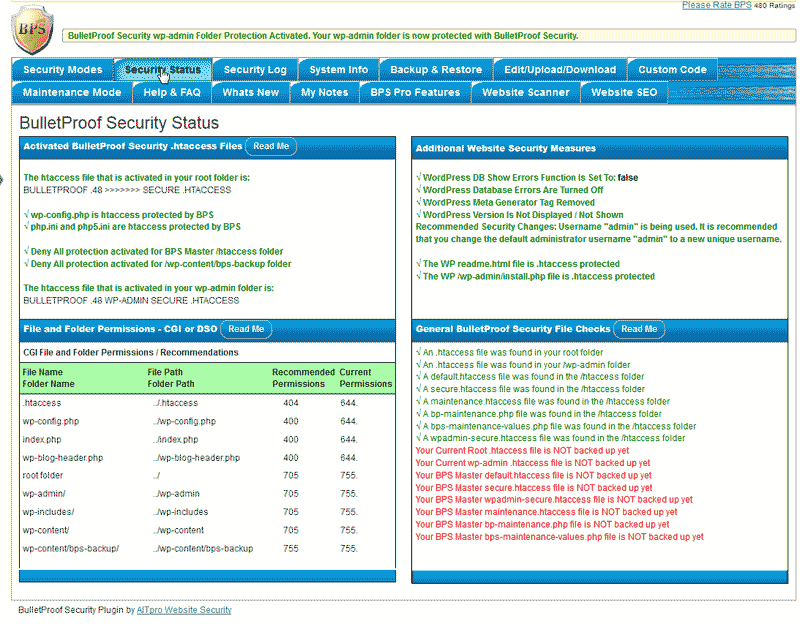 Please Rate BPS 480 Ratings
BPS
BulletProof Security wp-admin Folder Protection Activated. Your wp-admin folder is now protected with BulletProof Security.
Security Modes Security Status Security Log System Info Backup & Restore Edit/Upload/Download Custom Code
Maintenance Mode Help & FAQ Whats New My Notes BPS Pro Features Website Scanner Website SEO
BulletProof Security Status
Activated BulletProof Security .htaccess Files Read Me
The htaccess file that is activated in your root folder is:
BULLETPROOF .48 >>>>>>> SECURE .HTACCESS
√ wp-config.php is htaccess protected by BPS
√ php.ini and php5.ini are htaccess protected by BPS
√ Deny All protection activated for BPS Master /htaccess folder
√ Deny All protection activated for /wp-content/bps-backup folder
The htaccess file that is activated in your wp-admin folder is:
BULLETPROOF .48 WP-ADMIN SECURE .HTACCESS
Additional Website Security Measures
√ WordPress DB Show Errors Function Is Set To: false
√ WordPress Database Errors Are Turned Off
√ WordPress Meta Generator Tag Removed
√ WordPress Version Is Not Displayed / Not Shown
Recommended Security Changes: Username "admin" is being used. It is recommended
that you change the default administrator username "admin" to a new unique username.
√ The WP readme.html file is .htaccess protected
√ The WP /wp-admin/install.php file is .htaccess protected
File and Folder Permissions - CGI or DSO Read Me
CGI File and Folder Permissions / Recommendations
File Name File Path Recommended Current
Folder Name Folder Path Permissions Permissions
.htaccess ../.htaccess 404 644.
wp-config.php ../wp-config.php 400 644.
index.php ../index.php 400 644.
wp-blog-header.php ../wp-blog-header.php 400 644.
root folder ../ 705 755.
wp-admin/ ../wp-admin 705 755.
wp-includes/ ../wp-includes 705 755.
wp-content/ ../wp-content 705 755.
wp-content/bps-backup/ ../wp-content/bps-backup 755 755.
General BulletProof Security File Checks Read Me
√ An .htaccess file was found in your root folder
√ An .htaccess file was found in your /wp-admin folder
√ A default.htaccess file was found in the /htaccess folder
√ A secure.htaccess file was found in the /htaccess folder
√ A maintenance.htaccess file was found in the /htaccess folder
√ A bp-maintenance.php file was found in the /htaccess folder
√ A bps-maintenance-values.php file was found in the /htaccess folder
√ A wpadmin-secure.htaccess file was found in the /htaccess folder
Your Current Root .htaccess file is NOT backed up yet
Your Current wp-admin .htaccess file is NOT backed up yet
Your BPS Master default.htaccess file is NOT backed up yet
Your BPS Master secure.htaccess file is NOT backed up yet
Your BPS Master wpadmin-secure.htaccess file is NOT backed up yet
Your BPS Master maintenance.htaccess file is NOT backed up yet
Your BPS Master bp-maintenance.php file is NOT backed up yet
Your BPS Master bps-maintenance-values.php file is NOT backed up yet
BulletProof Security Plugin by AITpro Website Security